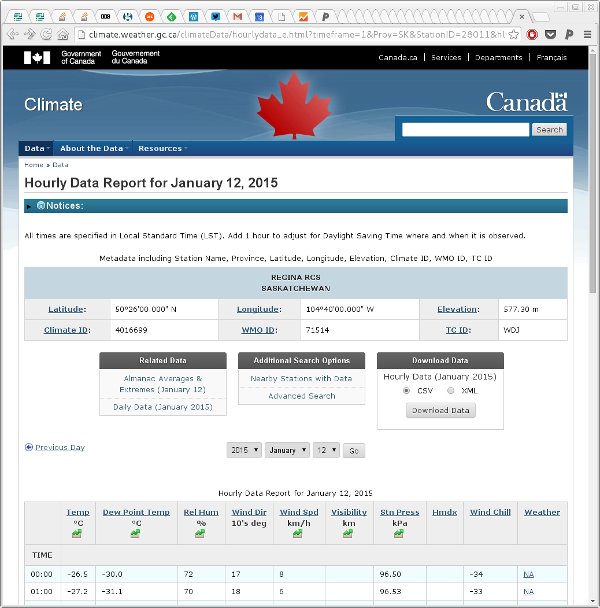 climate.weather.gc.ca/climateData/hourlydata_e.html?timeframe=1&Prov=SK&StationID=28011&hl
Government of Canada Gouvernement du Canada
Canada.ca | Services | Departments | Français
Climate
Canada
Search
Data About the Data Resources
Home » Data
Hourly Data Report for January 12, 2015
Notices:
All times are specified in Local Standard Time (LST). Add 1 hour to adjust for Daylight Saving Time where and when it is observed.
Metadata including Station Name, Province, Latitude, Longitude, Elevation, Climate ID, WMO ID, TC ID
REGINA RCS
SASKATCHEWAN
Latitude: 50°26'00.000" N Longitude: 104°40'00.000" W Elevation: 577.30 m
Climate ID: 4016699 WMO ID: 71514 TC ID: WDJ
Related Data
Almanac Averages &
Extremes (January 12)
Daily Data (January 2015)
Additional Search Options
Nearby Stations with Data
Advanced Search
Download Data
Hourly Data (January 2015)
CSV XML
Download Data
Previous Day
2015 January 12 Go
Hourly Data Report for January 12, 2015
Temp Dew Point Temp Rel Hum Wind Dir Wind Spd Visibility Stn Press Hmdx Wind Chill Weather
°C °C % 10's deg km/h km kPa
TIME
00:00 -26.5 -30.0 72 17 8 96.50 -34 NA
01:00 -27.2 -31.1 70 18 6 96.53 -33 NA